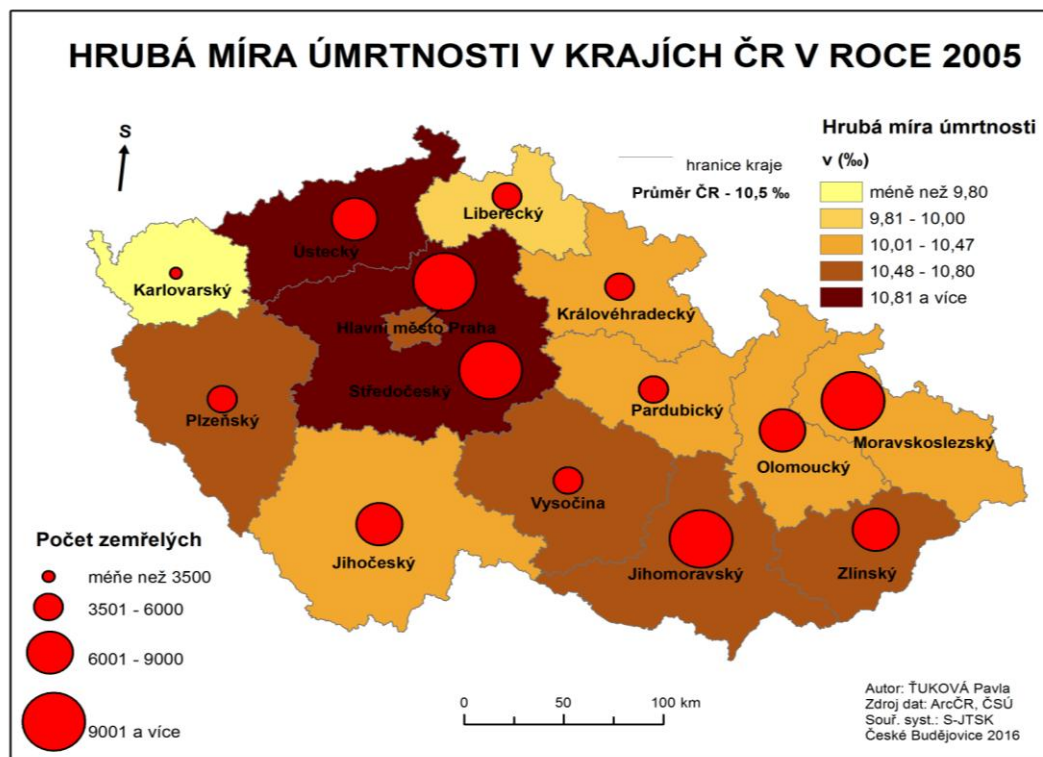 HRUBÁ MÍRA ÚMRTNOSTI V KRAJÍCH ČR V ROCE 2005
S
hranice kraje
Průměr ČR - 10,5 ‰
Hrubá míra úmrtnosti
v (‰)
méně než 9,80
9,81 - 10,00
10,01 - 10,47
10,48 - 10,80
10,81 a více
Liberecký
Ústecký
Karlovarský
Královéhradecký
Hlavní město Praha
Středočeský
Pardubický
Plzeňský
Moravskoslezský
Olomoucký
Vysočina
Jihočeský
Jihomoravský
Zlínský
Počet zemřelých
méňe než 3500
3501 - 6000
6001 - 9000
9001 a více
0 50 100 km
Autor: ŤUKOVÁ Pavla
Zdroj dat: ArcČR, ČSÚ
Souř. syst.: S-JTSK
České Budějovice 2016